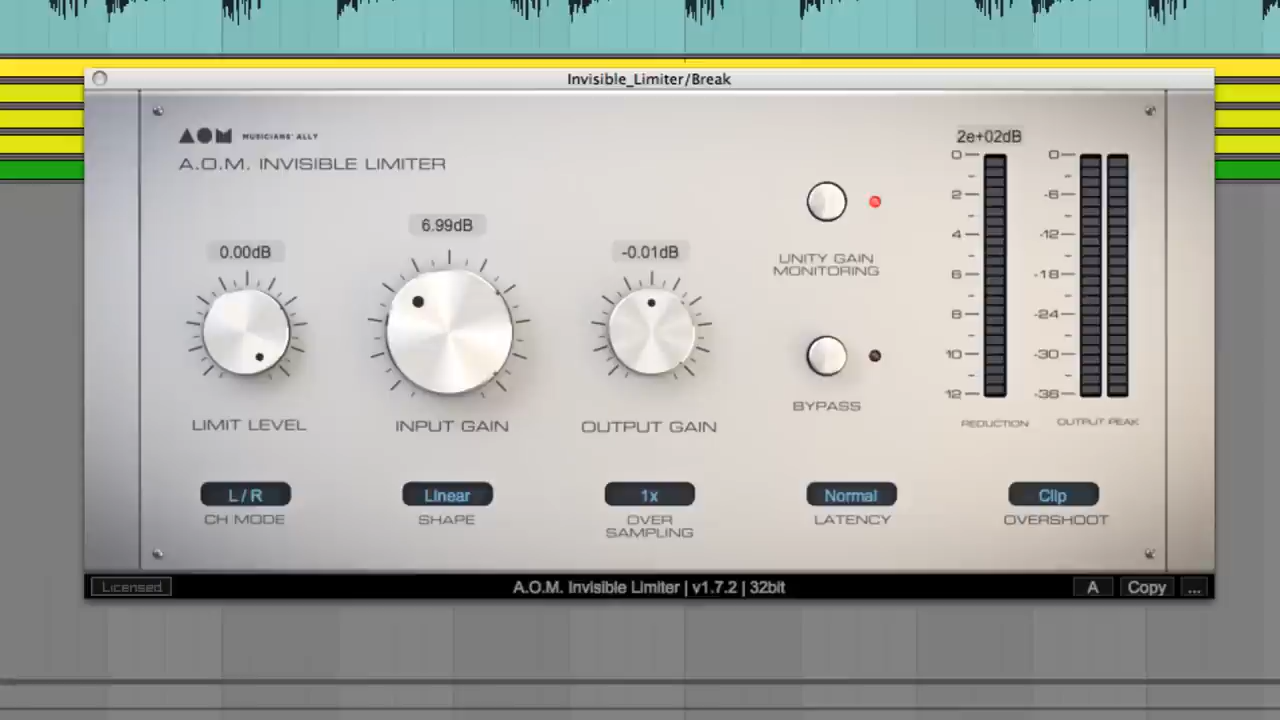 Invisible_Limiter/Break
AOM MUSICIANS' ALLY
A.O.M. INVISIBLE LIMITER
2e+02dB
0.00dB
6.99dB
-0.01dB
UNITY GAIN
MONITORING
BYPASS
0
2
4
6
8
10
12
0
-6
-12
-18
-24
-30
-36
REDUCTION
OUTPUT PEAK
LIMIT LEVEL
INPUT GAIN
OUTPUT GAIN
L/R
Linear
1x
Normal
Clip
CH MODE
SHAPE
OVER
SAMPLING
LATENCY
OVERSHOOT
Licensed
A.O.M. Invisible Limiter | v1.7.2 | 32bit
A
Copy
...